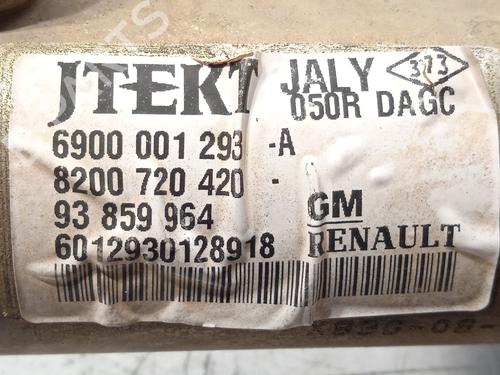 JTEKT JALY 373
050R DAGC
6900 001 293 -A
8200 720 420 -
93 859 964 GM
6012930128918 RENAULT